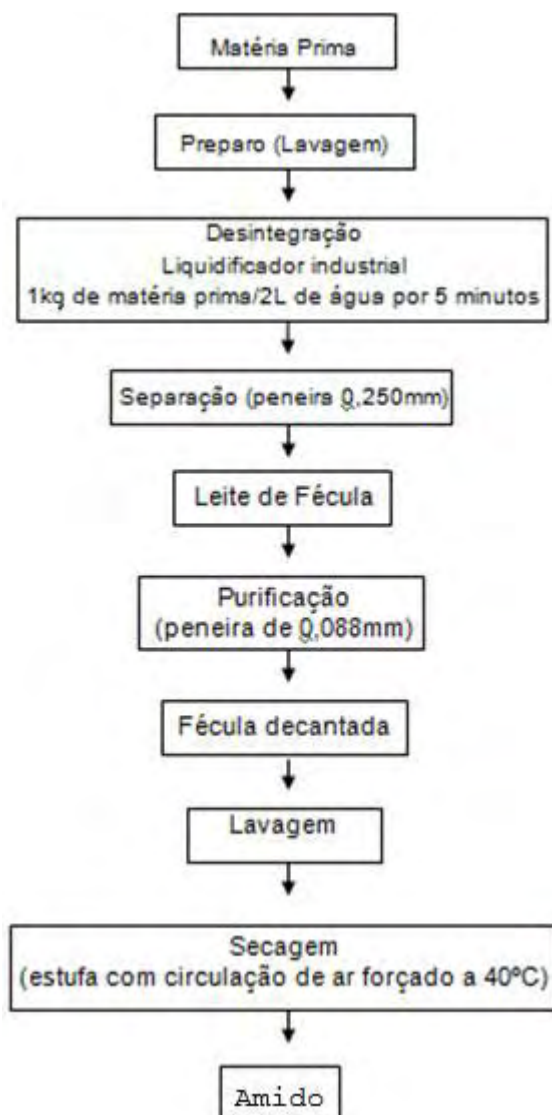 Matéria Prima
Preparo (Lavagem)
Desintegração
Liquidificador industrial
1kg de matéria prima/2L de água por 5 minutos
Separação (peneira 0,250mm)
Leite de Fécula
Purificação
(peneira de 0,088mm)
Fécula decantada
Lavagem
Secagem
(estufa com circulação de ar forçado a 40ºC)
Amido